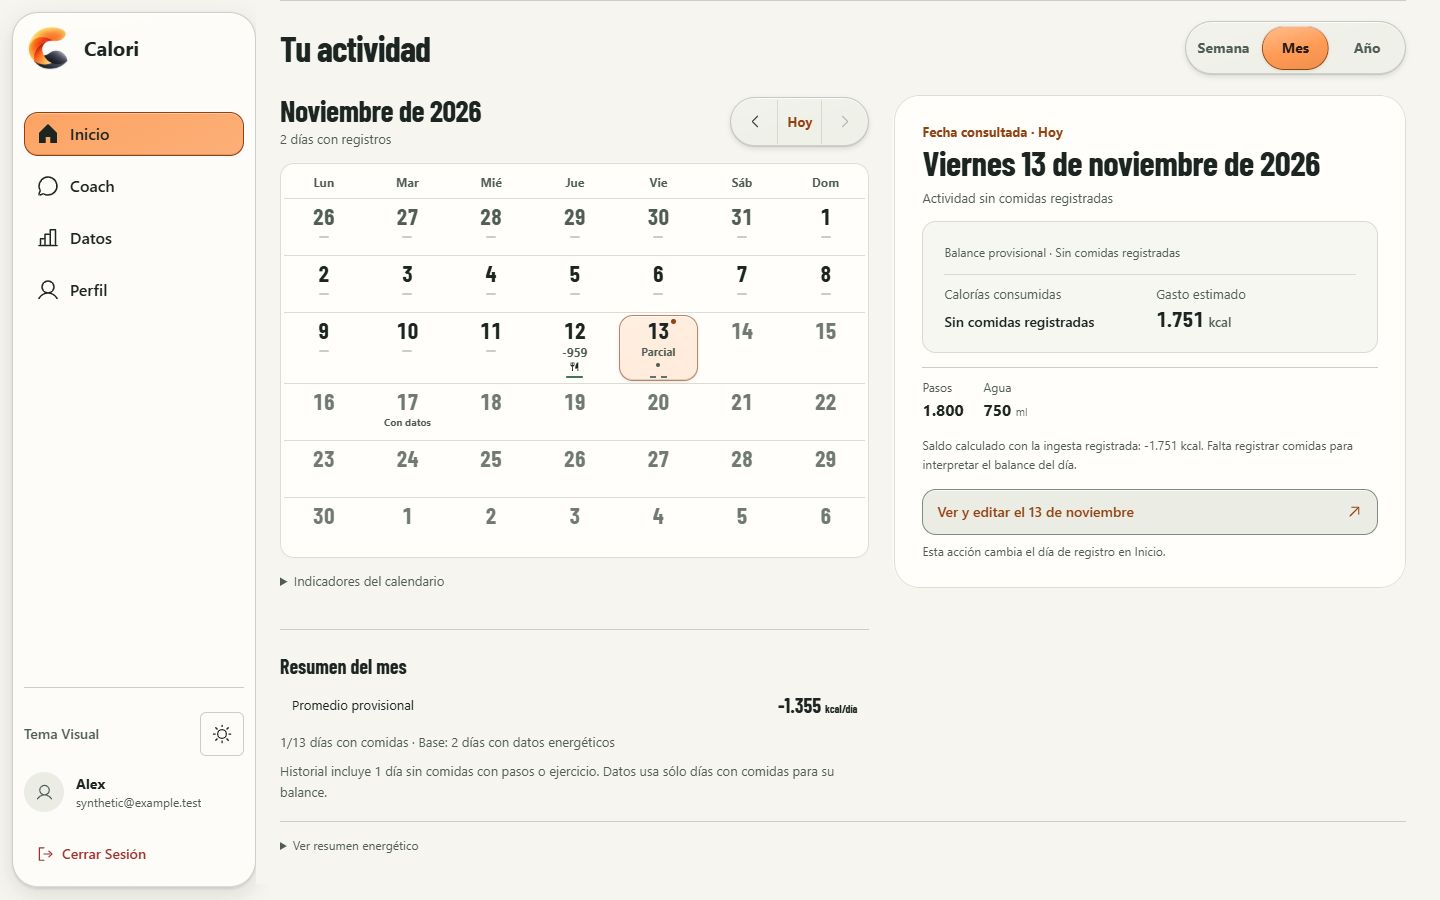 Calori
Inicio
Coach
Datos
Perfil
Tema Visual
Alex
synthetic@example.test
Cerrar Sesión
Tu actividad
Semana Mes Año
Noviembre de 2026
2 días con registros
Hoy
Lun Mar Mié Jue Vie Sáb Dom
26 27 28 29 30 31 1
2 3 4 5 6 7 8
9 10 11 12 13 14 15
-959 Parcial
16 17 18 19 20 21 22
Con datos
23 24 25 26 27 28 29
30 1 2 3 4 5 6
Indicadores del calendario
Resumen del mes
Promedio provisional -1.355 kcal/día
1/13 días con comidas · Base: 2 días con datos energéticos
Historial incluye 1 día sin comidas con pasos o ejercicio. Datos usa sólo días con comidas para su
balance.
Ver resumen energético
Fecha consultada · Hoy
Viernes 13 de noviembre de 2026
Actividad sin comidas registradas
Balance provisional · Sin comidas registradas
Calorías consumidas Gasto estimado
Sin comidas registradas 1.751 kcal
Pasos Agua
1.800 750 ml
Saldo calculado con la ingesta registrada: -1.751 kcal. Falta registrar comidas para
interpretar el balance del día.
Ver y editar el 13 de noviembre
Esta acción cambia el día de registro en Inicio.